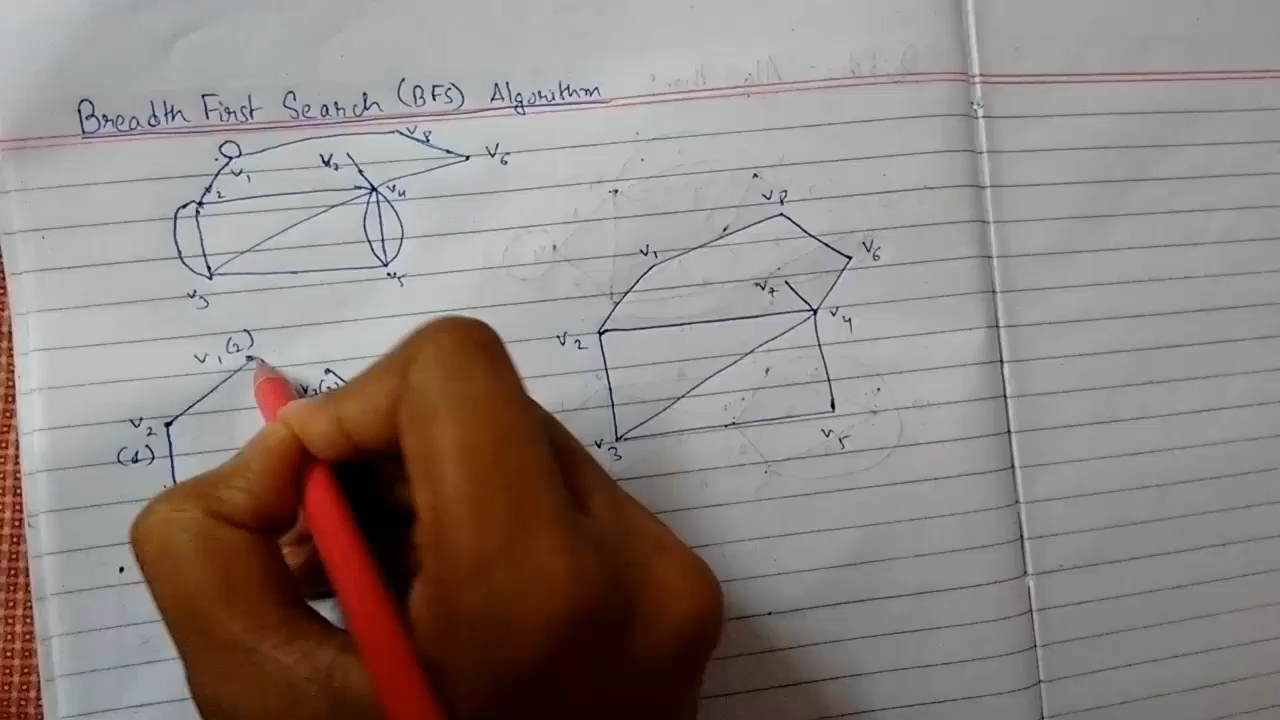 Breadth First Search (BFS) Algorithm
V8
V6
V1
V7
V2
V4
V3
V5
V8
V1
V6
V7
V4
V2
V3
V5
V1(2)
V2
(1)